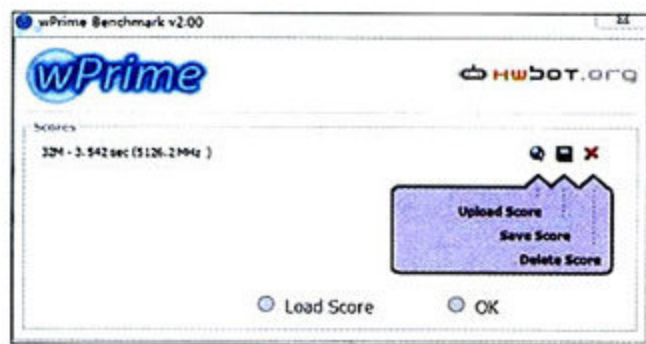 wPrime Benchmark v2.00
wPrime
HWBOT.org
Scores
32M - 3.542 sec (5126.2 MHz )
Upload Score
Save Score
Delete Score
Load Score
OK